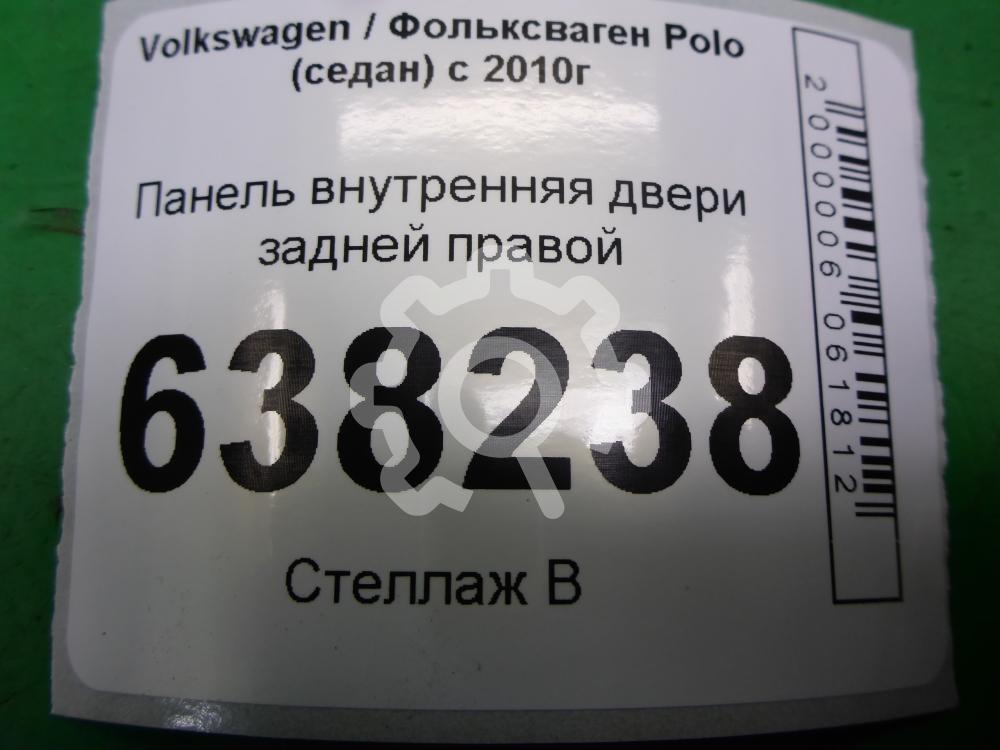 Volkswagen / Фольксваген Polo
(седан) с 2010г
Панель внутренняя двери
задней правой
638238
Стеллаж В
2000006061812